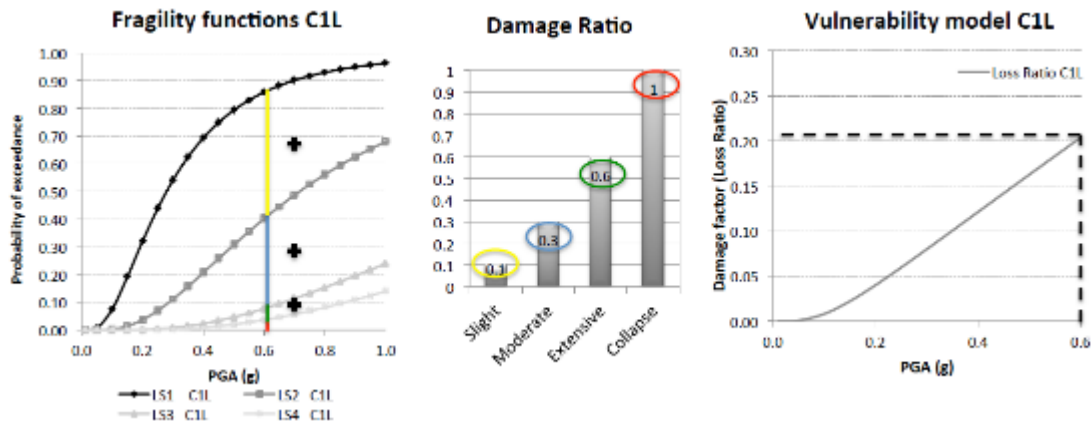 Fragility functions C1L
Probability of exceedance
1.00
0.90
0.80
0.70
0.60
0.50
0.40
0.30
0.20
0.10
0.00
0.0
0.2
0.4
0.6
0.8
1.0
PGA (g)
LS1 C1L
LS2 C1L
LS3 C1L
LS4 C1L
Damage Ratio
1
0.9
0.8
0.7
0.6
0.5
0.4
0.3
0.2
0.1
0
0.1
0.3
0.6
1
Slight
Moderate
Extensive
Collapse
Vulnerability model C1L
Damage factor (Loss Ratio)
0.30
0.25
0.20
0.15
0.10
0.05
0.00
Loss Ratio C1L
0.0
0.2
0.4
0.6
PGA (g)